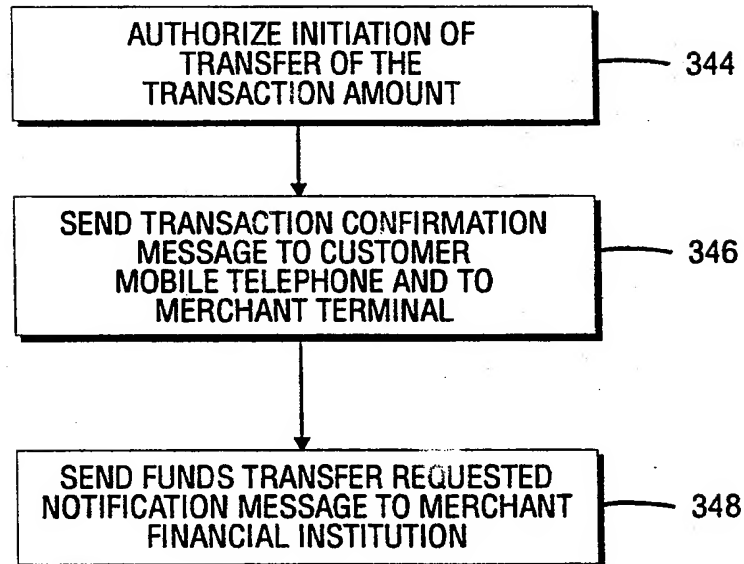 AUTHORIZE INITIATION OF
TRANSFER OF THE
TRANSACTION AMOUNT
344
SEND TRANSACTION CONFIRMATION
MESSAGE TO CUSTOMER
MOBILE TELEPHONE AND TO
MERCHANT TERMINAL
346
SEND FUNDS TRANSFER REQUESTED
NOTIFICATION MESSAGE TO MERCHANT
FINANCIAL INSTITUTION
348